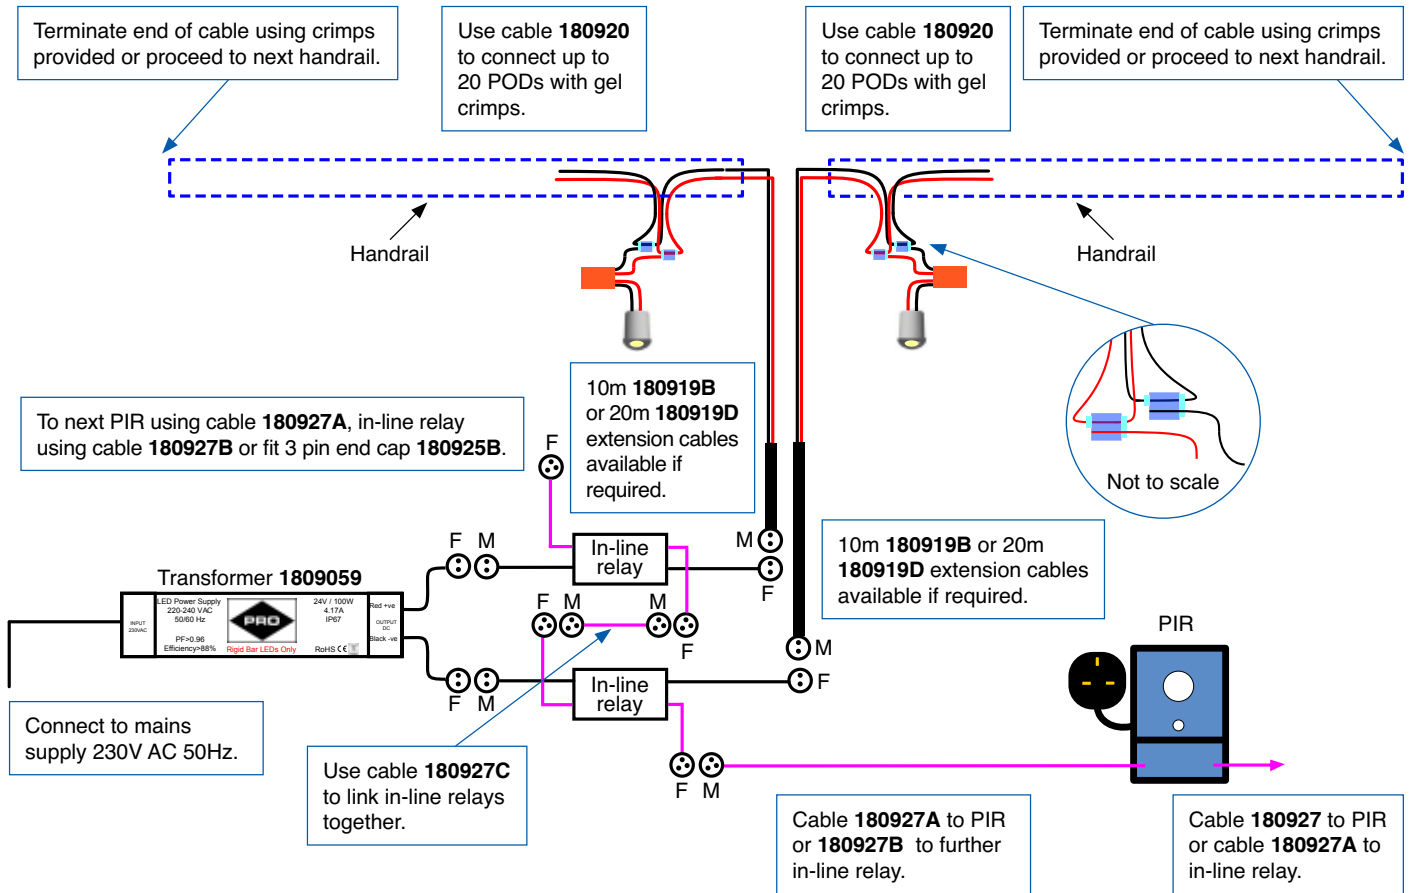 Terminate end of cable using crimps
provided or proceed to next handrail.
Use cable 180920
to connect up to
20 PODs with gel
crimps.
Use cable 180920
to connect up to
20 PODs with gel
crimps.
Terminate end of cable using crimps
provided or proceed to next handrail.
Handrail
Handrail
Not to scale
To next PIR using cable 180927A, in-line relay
using cable 180927B or fit 3 pin end cap 180925B.
10m 180919B
or 20m 180919D
extension cables
available if
required.
10m 180919B or 20m
180919D extension cables
available if required.
F
F M
In-line
relay
M
F
Transformer 1809059
INPUT
230VAC
LED Power Supply
220-240 VAC
50/60 Hz
PF>0.96
Efficiency>88%
PRO
Rigid Bar LEDs Only
24V / 100W
4.17A
IP67
RoHS CE
Red +ve
OUTPUT
DC
Black -ve
F M M
F
F M
In-line
relay
M
F
PIR
Connect to mains
supply 230V AC 50Hz.
Use cable 180927C
to link in-line relays
together.
F M
Cable 180927A to PIR
or 180927B to further
in-line relay.
Cable 180927 to PIR
or cable 180927A to
in-line relay.